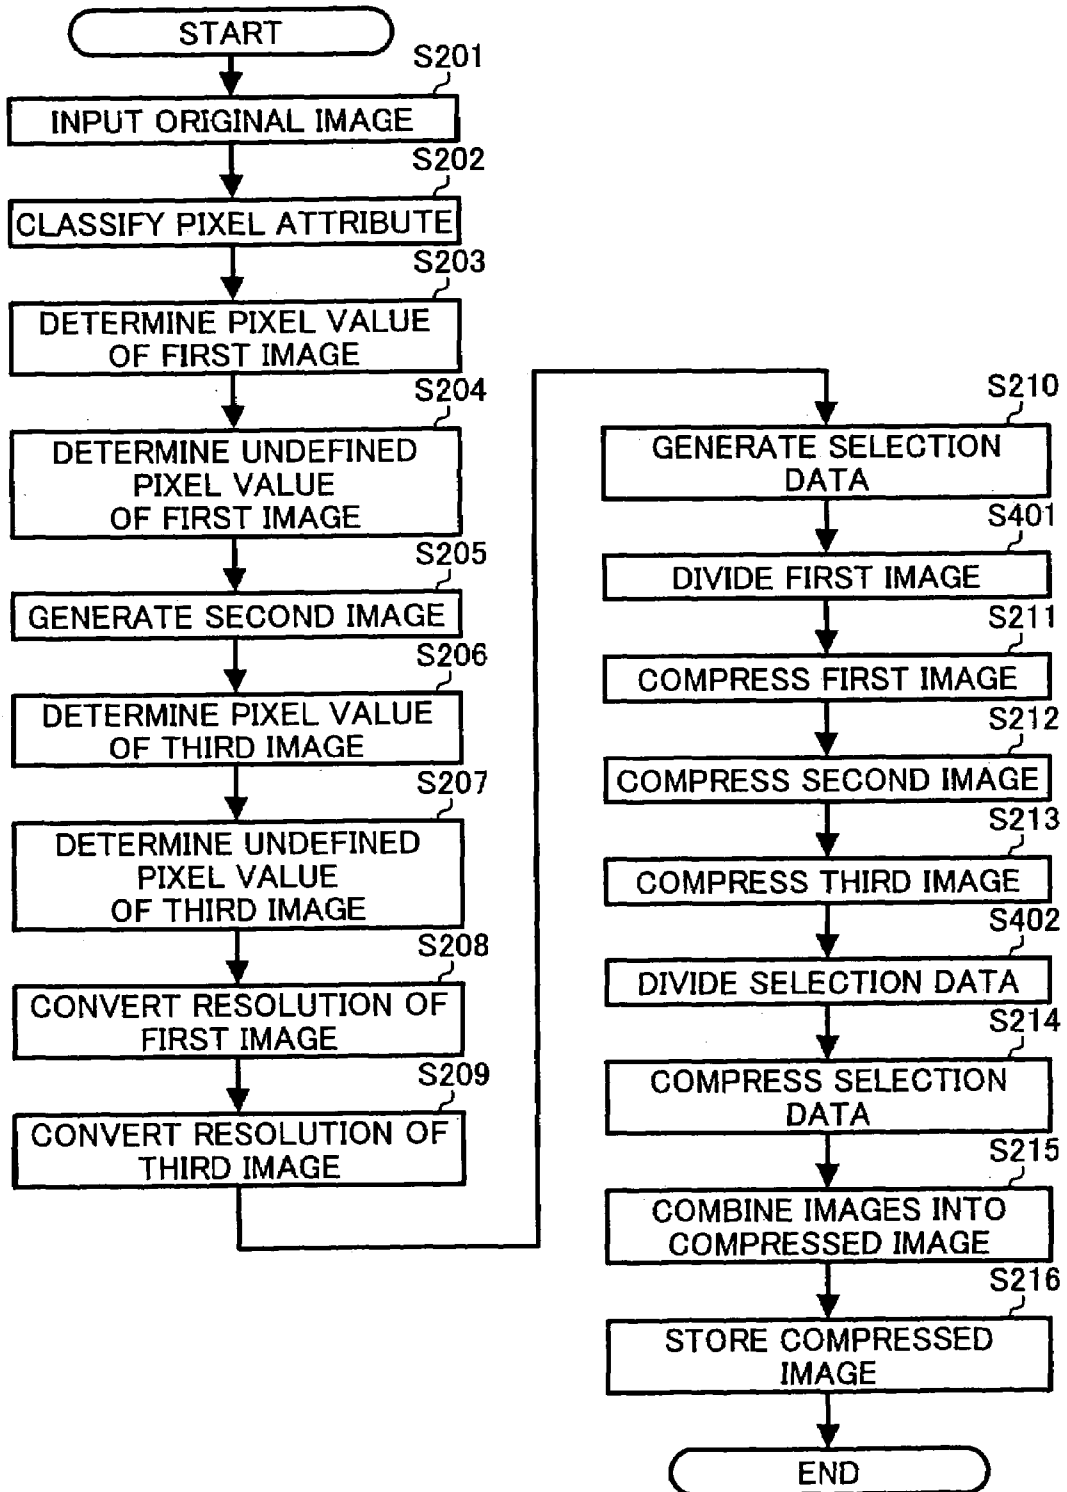 START
S201
INPUT ORIGINAL IMAGE
S202
CLASSIFY PIXEL ATTRIBUTE
S203
DETERMINE PIXEL VALUE
OF FIRST IMAGE
S204
DETERMINE UNDEFINED
PIXEL VALUE
OF FIRST IMAGE
S205
GENERATE SECOND IMAGE
S206
DETERMINE PIXEL VALUE
OF THIRD IMAGE
S207
DETERMINE UNDEFINED
PIXEL VALUE
OF THIRD IMAGE
S208
CONVERT RESOLUTION OF
FIRST IMAGE
S209
CONVERT RESOLUTION OF
THIRD IMAGE
S210
GENERATE SELECTION
DATA
S401
DIVIDE FIRST IMAGE
S211
COMPRESS FIRST IMAGE
S212
COMPRESS SECOND IMAGE
S213
COMPRESS THIRD IMAGE
S402
DIVIDE SELECTION DATA
S214
COMPRESS SELECTION
DATA
S215
COMBINE IMAGES INTO
COMPRESSED IMAGE
S216
STORE COMPRESSED
IMAGE
END